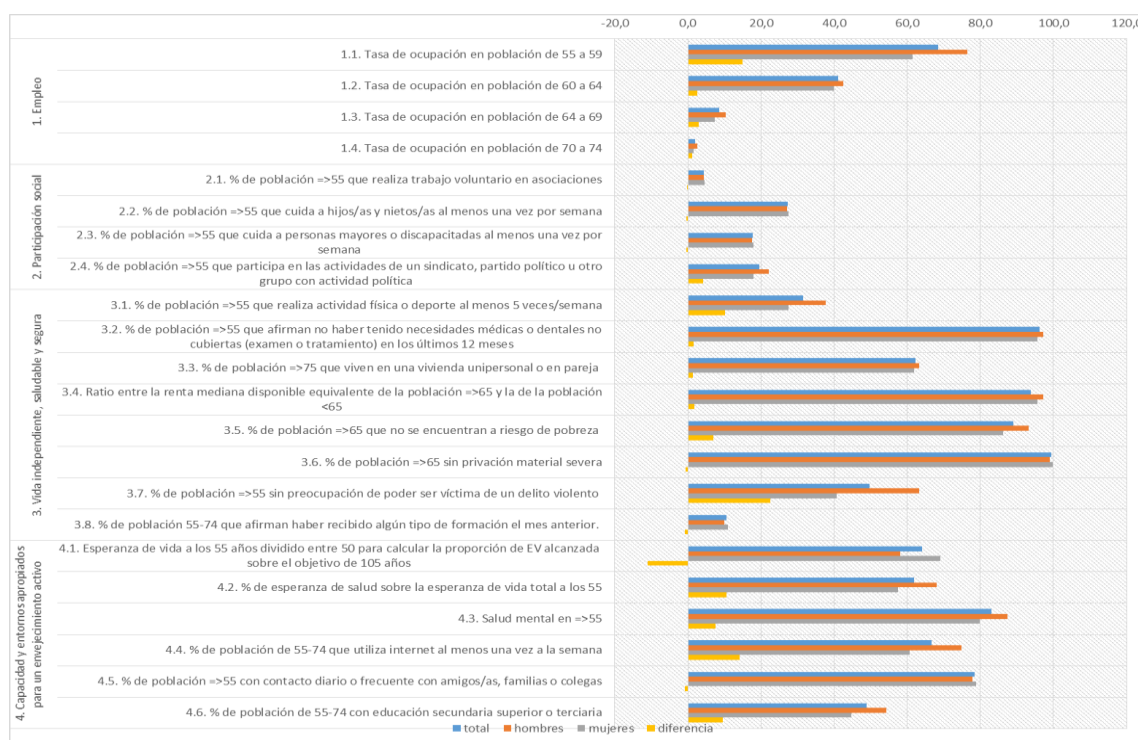 -20,0 0,0 20,0 40,0 60,0 80,0 100,0 120,0
1. Empleo
1.1. Tasa de ocupación en población de 55 a 59
1.2. Tasa de ocupación en población de 60 a 64
1.3. Tasa de ocupación en población de 64 a 69
1.4. Tasa de ocupación en población de 70 a 74
2. Participación social
2.1. % de población =>55 que realiza trabajo voluntario en asociaciones
2.2. % de población =>55 que cuida a hijos/as y nietos/as al menos una vez por semana
2.3. % de población =>55 que cuida a personas mayores o discapacitadas al menos una vez por
semana
2.4. % de población =>55 que participa en las actividades de un sindicato, partido político u otro
grupo con actividad política
3. Vida independiente, saludable y segura
3.1. % de población =>55 que realiza actividad física o deporte al menos 5 veces/semana
3.2. % de población =>55 que afirman no haber tenido necesidades médicas o dentales no
cubiertas (examen o tratamiento) en los últimos 12 meses
3.3. % de población =>75 que viven en una vivienda unipersonal o en pareja
3.4. Ratio entre la renta mediana disponible equivalente de la población =>65 y la de la población
<65
3.5. % de población =>65 que no se encuentran a riesgo de pobreza
3.6. % de población =>65 sin privación material severa
3.7. % de población =>55 sin preocupación de poder ser víctima de un delito violento
3.8. % de población 55-74 que afirman haber recibido algún tipo de formación el mes anterior.
4. Capacidad y entornos apropiados
para un envejecimiento activo
4.1. Esperanza de vida a los 55 años dividido entre 50 para calcular la proporción de EV alcanzada
sobre el objetivo de 105 años
4.2. % de esperanza de salud sobre la esperanza de vida total a los 55
4.3. Salud mental en =>55
4.4. % de población de 55-74 que utiliza internet al menos una vez a la semana
4.5. % de población =>55 con contacto diario o frecuente con amigos/as, familias o colegas
4.6. % de población de 55-74 con educación secundaria superior o terciaria
total hombres mujeres diferencia